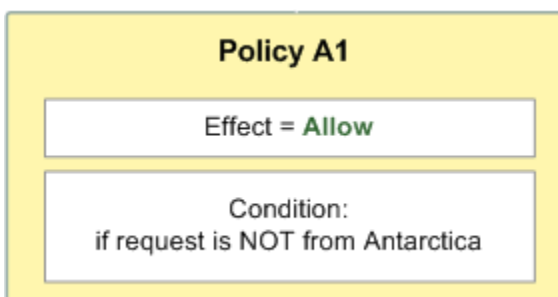 Policy A1
Effect = Allow
Condition:
if request is NOT from Antarctica